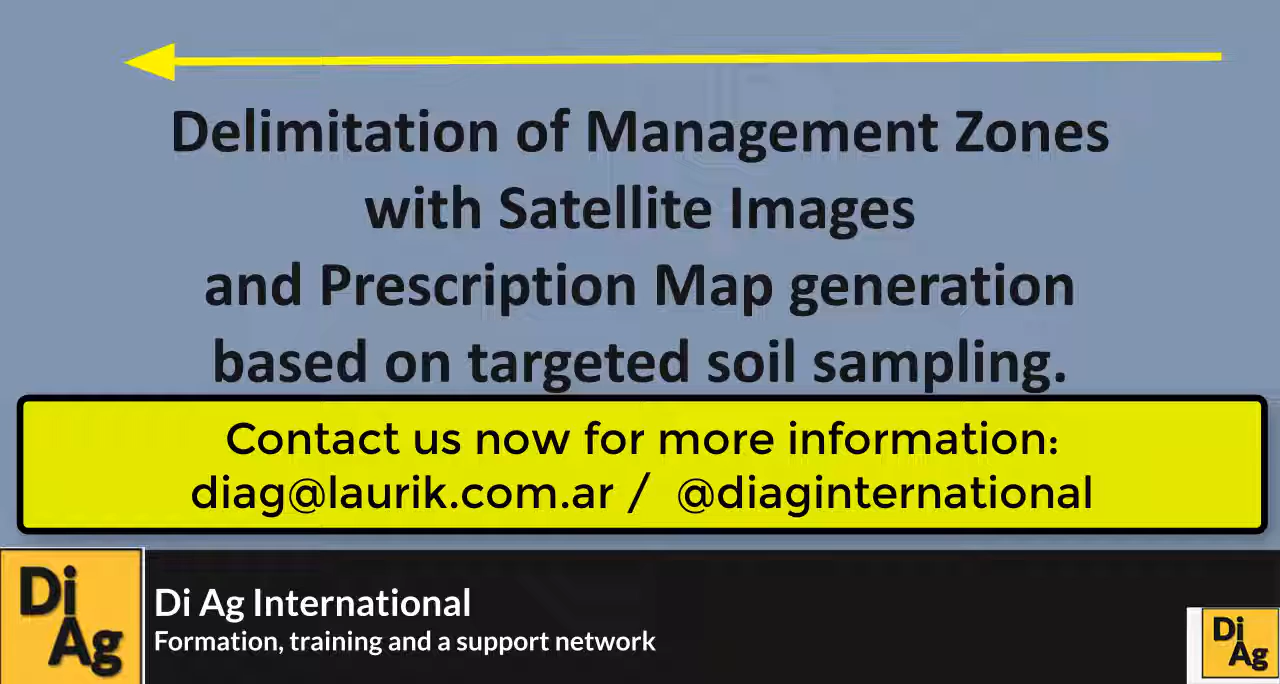 Delimitation of Management Zones
with Satellite Images
and Prescription Map generation
based on targeted soil sampling.
Contact us now for more information:
diag@laurik.com.ar / @diaginternational
Di
Ag
Di Ag International
Formation, training and a support network
Di
Ag